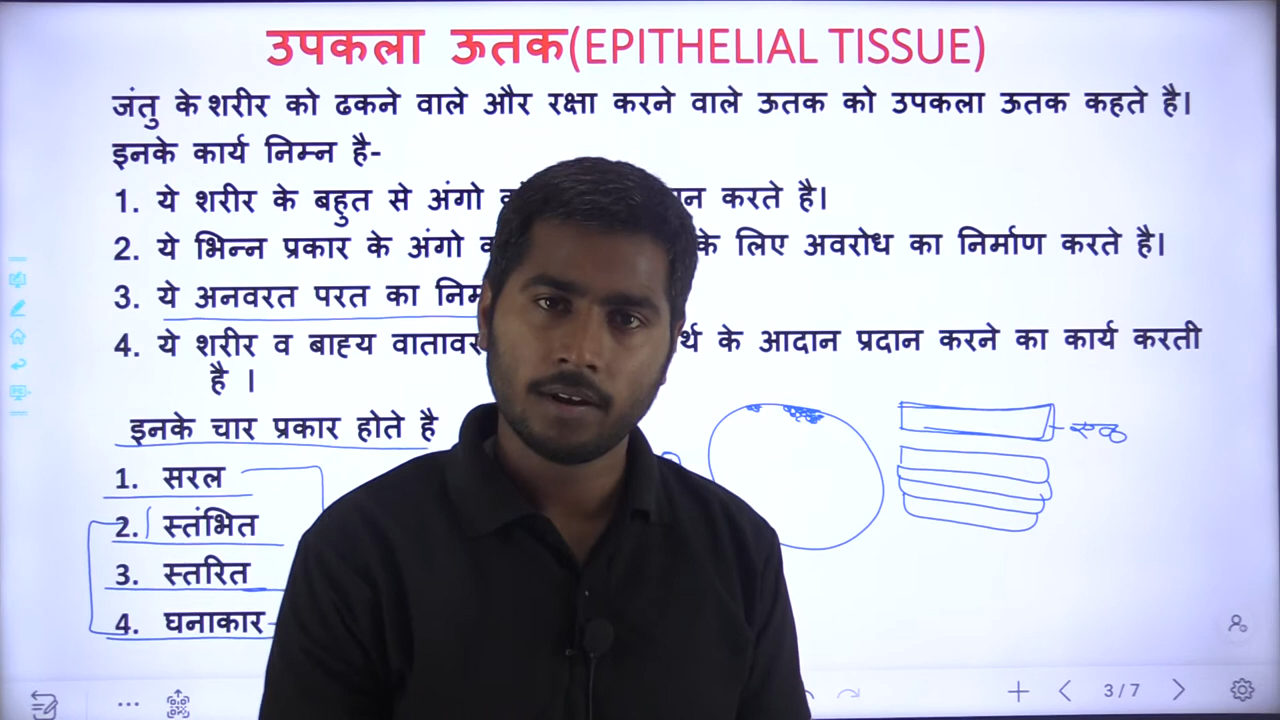 उपकला ऊतक(EPITHELIAL TISSUE)
जंतु के शरीर को ढकने वाले और रक्षा करने वाले ऊतक को उपकला ऊतक कहते है।
इनके कार्य निम्न है-
1. ये शरीर के बहुत से अंगो करते है।
2. ये भिन्न प्रकार के अंगो के लिए अवरोध का निर्माण करते है।
3. ये अनवरत परत का
4. ये शरीर व बाह्य के आदान प्रदान करने का कार्य करती
है ।
इनके चार प्रकार होते है
1. सरल
2. स्तंभित
3. स्तरित
4. घनाकार
3/7